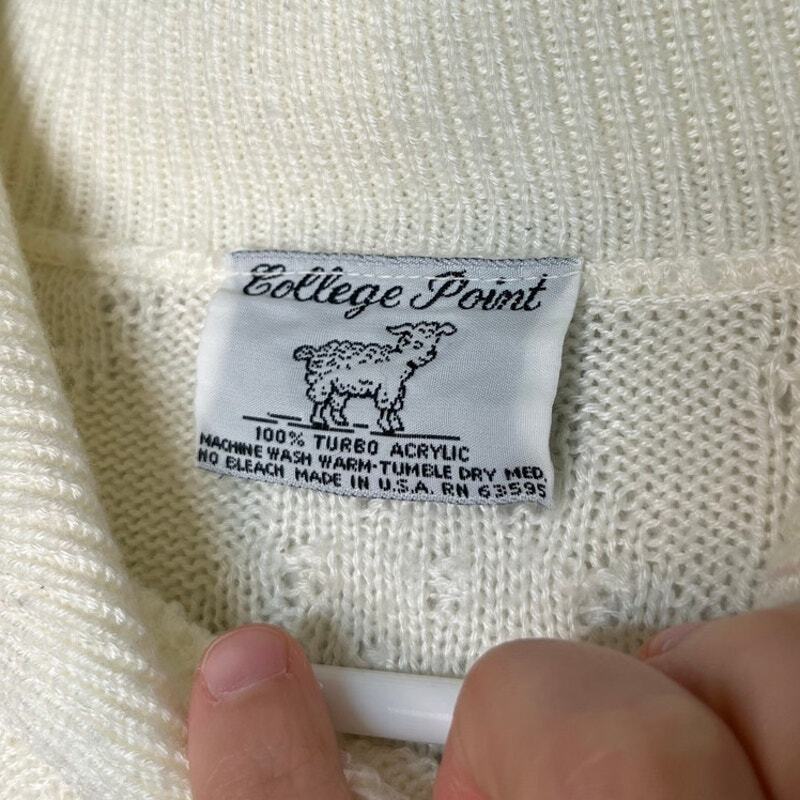 College Point
100% TURBO ACRYLIC
MACHINE WASH WARM-TUMBLE DRY MED
NO BLEACH MADE IN U.S.A. RN 63595